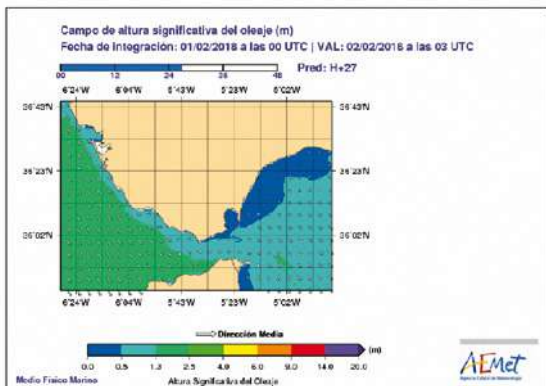 Campo de altura significativa del oleaje (m)
Fecha de Integración: 01/02/2018 a las 00 UTC | VAL: 02/02/2018 a las 03 UTC
00 12 24 36 48 Pred: H+27
6°24'W 6°04'W 5°43'W 5°23'W 5°02'W
36°43'N 36°43'N
36°23'N 36°23'N
36°02'N 36°02'N
6°24'W 6°04'W 5°43'W 5°23'W 5°02'W
Dirección Media
(m)
0.0 0.5 1.3 2.5 4.0 6.0 9.0 14.0 20.0
Medio Físico Marino
Altura Significativa del Oleaje
AEMet
Agencia Estatal de Meteorología